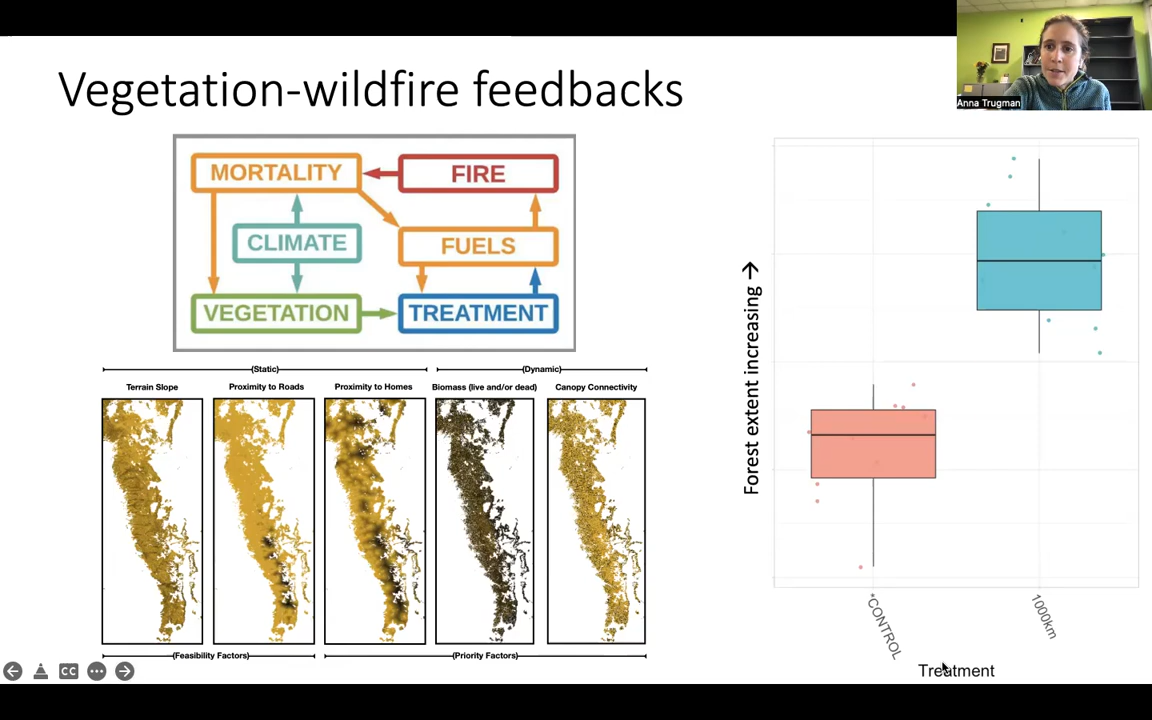 Vegetation-wildfire feedbacks
Anna Trugman
MORTALITY
FIRE
CLIMATE
FUELS
VEGETATION
TREATMENT
(Static)
(Dynamic)
Terrain Slope
Proximity to Roads
Proximity to Homes
Biomass (live and/or dead)
Canopy Connectivity
(Feasibility Factors)
(Priority Factors)
Forest extent increasing →
*CONTROL
1000km
Treatment
CC